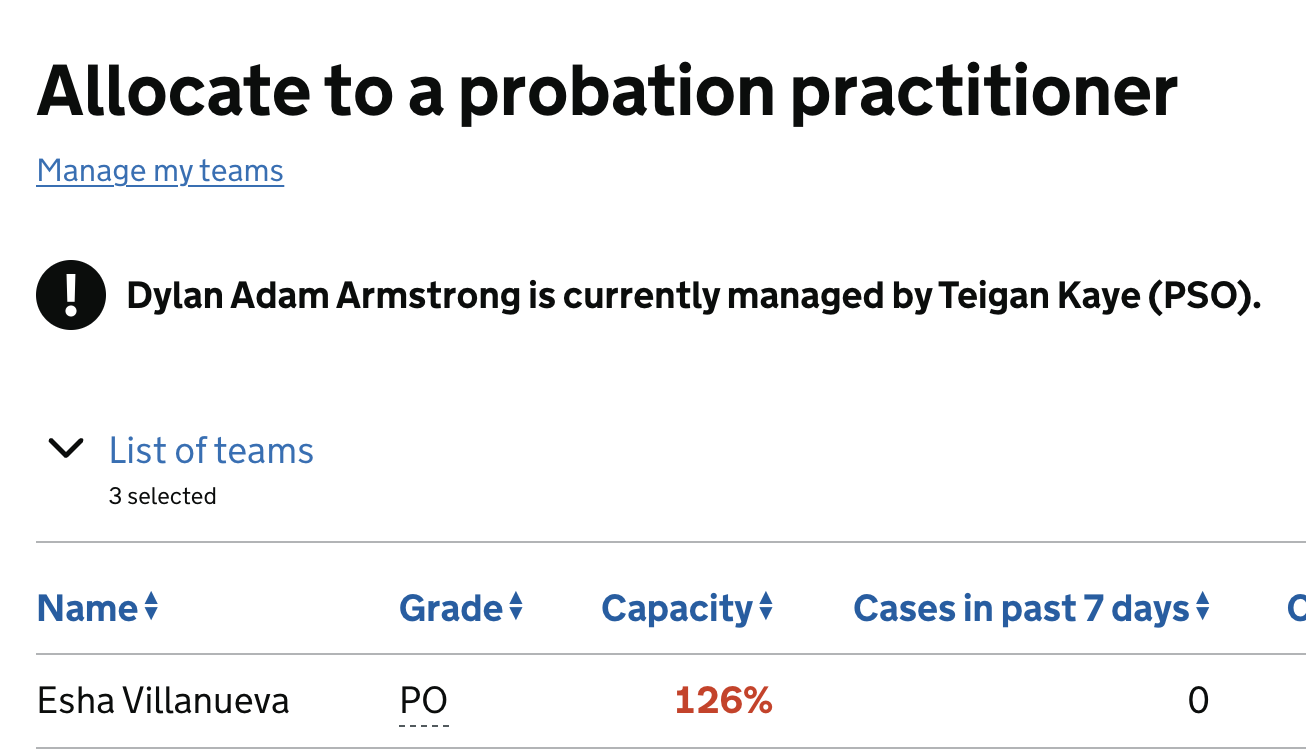 Allocate to a probation practitioner
Manage my teams
! Dylan Adam Armstrong is currently managed by Teigan Kaye (PSO).
List of teams
3 selected
Name Grade Capacity Cases in past 7 days
Esha Villanueva PO 126% 0